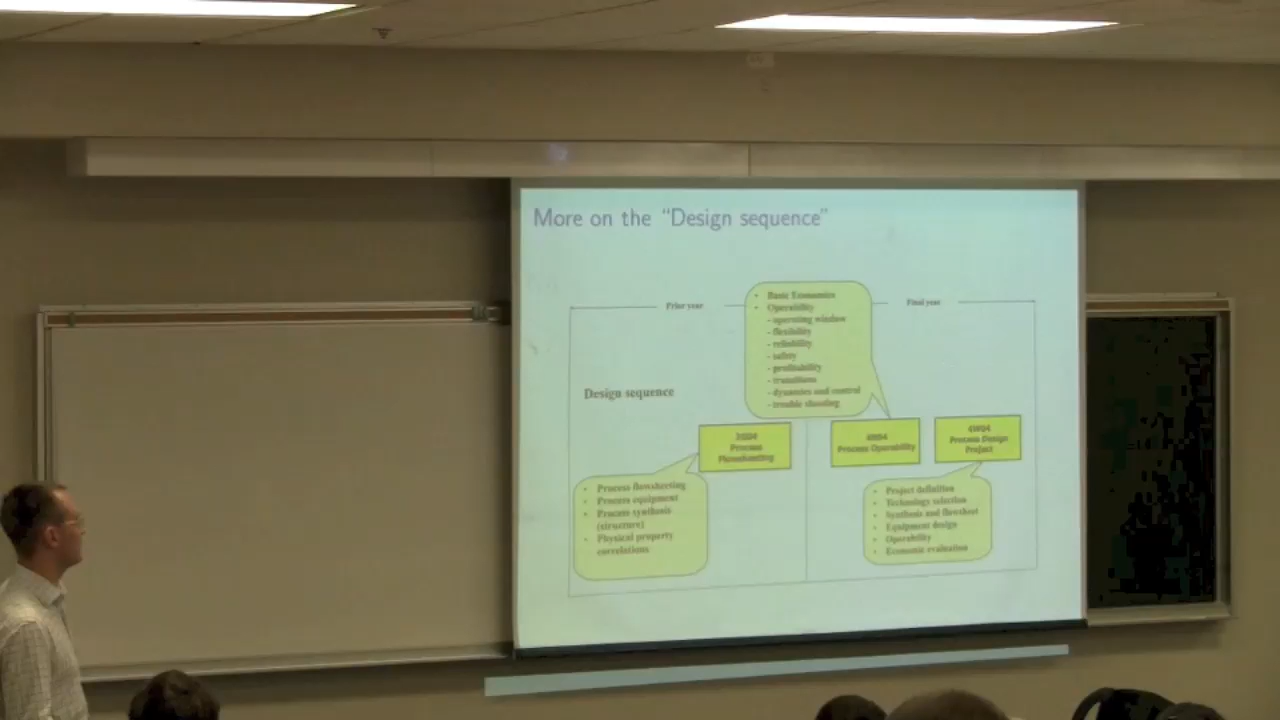 More on the “Design sequence”
Prior year
Final year
• Basic Economics
• Operability
- operating window
- flexibility
- reliability
- safety
- profitability
- transitions
- dynamics and control
- trouble shooting
Design sequence
Process
Flowsheeting
Process Operability
4W04
Process Design
Project
• Process flowsheeting
• Process equipment
• Process synthesis
(structure)
• Physical property
correlations
• Project definition
• Technology selection
• Synthesis and flowsheet
• Equipment design
• Operability
• Economic evaluation